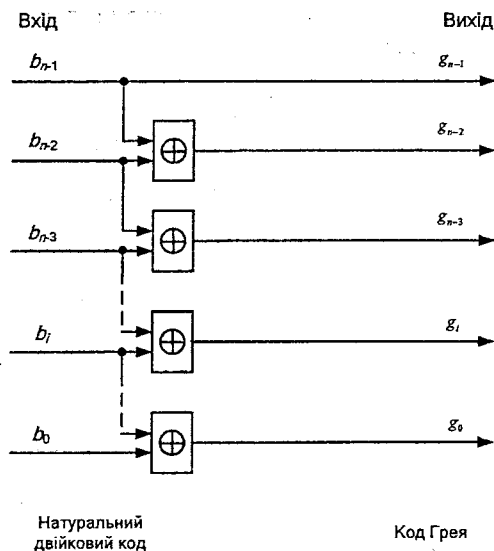 Вхід Вихід
bₙ₋₁ gₙ₋₁
bₙ₋₂ gₙ₋₂
bₙ₋₃ gₙ₋₃
bᵢ gᵢ
b₀ g₀
Натуральний
двійковий код
Код Грея